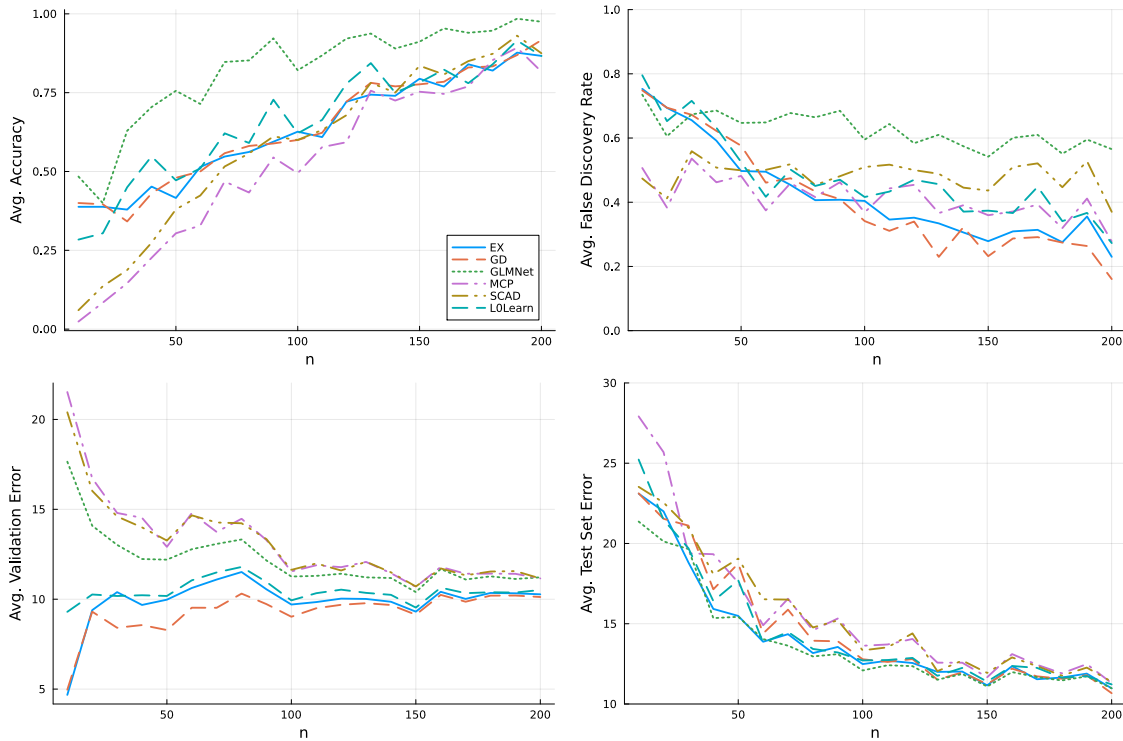 Avg. Accuracy
1.00
0.75
0.50
0.25
0.00
50
100
150
200
n
EX
GD
GLMNet
MCP
SCAD
L0Learn
Avg. False Discovery Rate
1.0
0.8
0.6
0.4
0.2
0.0
50
100
150
200
n
Avg. Validation Error
20
15
10
5
50
100
150
200
n
Avg. Test Set Error
30
25
20
15
10
50
100
150
200
n